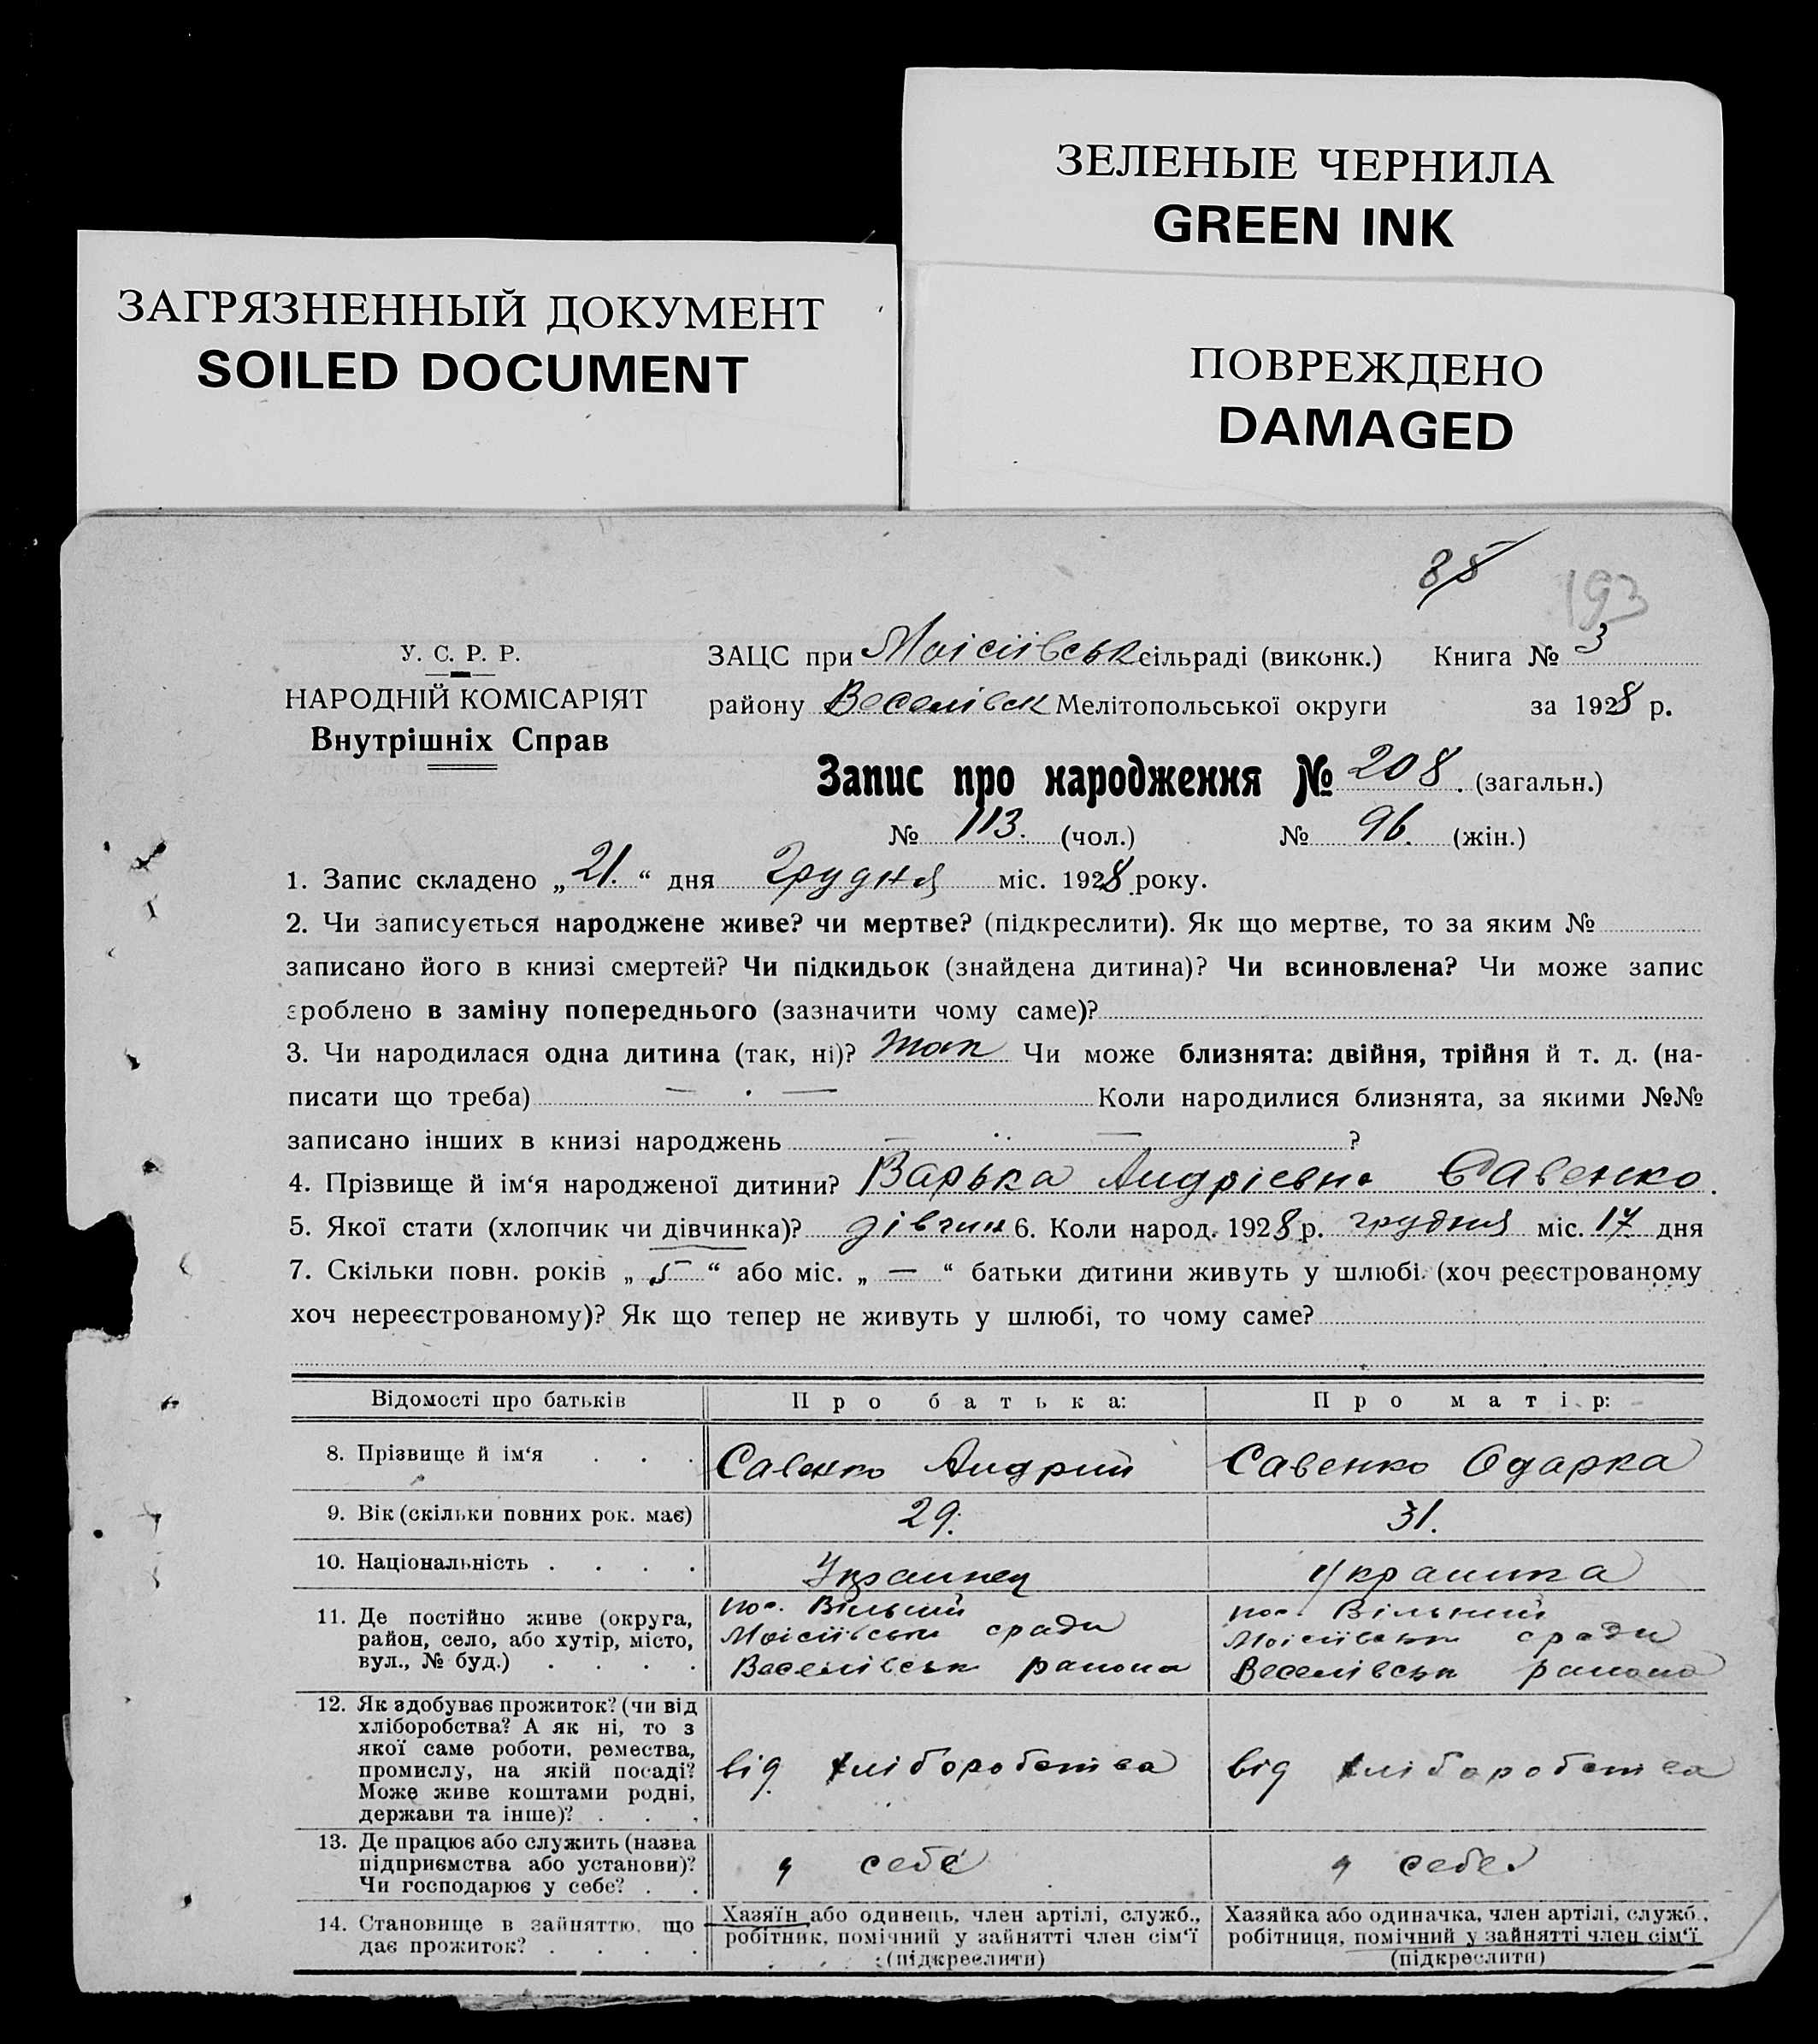 ЗЕЛЕНЫЕ ЧЕРНИЛА
GREEN INK
ЗАГРЯЗНЕННЫЙ ДОКУМЕНТ
SOILED DOCUMENT
ПОВРЕЖДЕНО
DAMAGED
38
193
У. С. Р. Р.
НАРОДНІЙ КОМІСАРІЯТ
Внутрішніх Справ
ЗАЦС при Моісіївськ сільраді (виконк.) Книга № 3
району Веселівськ Мелітопольської округи за 1928 р.
Запис про народження № 208. (загальн.)
№ 113. (чол.) № 96. (жін.)
1. Запис складено „21.“ дня Грудня міс. 1928 року.
2. Чи записується народжене живе? чи мертве? (підкреслити). Як що мертве, то за яким №
записано його в книзі смертей? Чи підкидьок (знайдена дитина)? Чи всиновлена? Чи може запис
зроблено в заміну попереднього (зазначити чому саме)?
3. Чи народилася одна дитина (так, ні)? так Чи може близнята: двійня, трійня й т. д. (на-
писати що треба) — · — Коли народилися близнята, за якими №№
записано інших в книзі народжень — ·· — ?
4. Прізвище й ім‘я народженої дитини? Варька Андрієвна Савенко.
5. Якої стати (хлопчик чи дівчинка)? дівчин 6. Коли народ. 1928 р. грудня міс. 17 дня
7. Скільки повн. років „5“ або міс. „—“ батьки дитини живуть у шлюбі (хоч реєстрованому
хоч нереєстрованому)? Як що тепер не живуть у шлюбі, то чому саме?
Відомості про батьків Про батька: Про матір:
8. Прізвище й ім‘я . . . Савенко Андрий Савенко Одарка
9. Вік (скільки повних рок. має) 29. 31.
10. Національність . . . . Українец Українка
11. Де постійно живе (округа, район, село, або хутір, місто, вул., № буд.) . . . .
пос. Вільний
Моісіївськ сради
Веселівськ района
пос. Вільний
Моісіївськ сради
Веселівськ района
12. Як здобуває прожиток? (чи від
хліборобства? А як ні, то з
якої саме роботи, ремества,
промислу, на якій посаді?
Може живе коштами родні,
держави та інше)? . . .
від хліборобства від хліборобства
13. Де працює або служить (назва
підприємства або установи)?
Чи господарює у себе? . .
у себе у себе
14. Становище в зайняттю, що
дає прожиток? . . . .
Хазяїн або одинець, член артілі, служб.,
робітник, помічний у зайнятті член сім‘ї
(підкреслити)
Хазяйка або одиначка, член артілі, служб.,
робітниця, помічний у зайнятті член сім‘ї
(підкреслити)